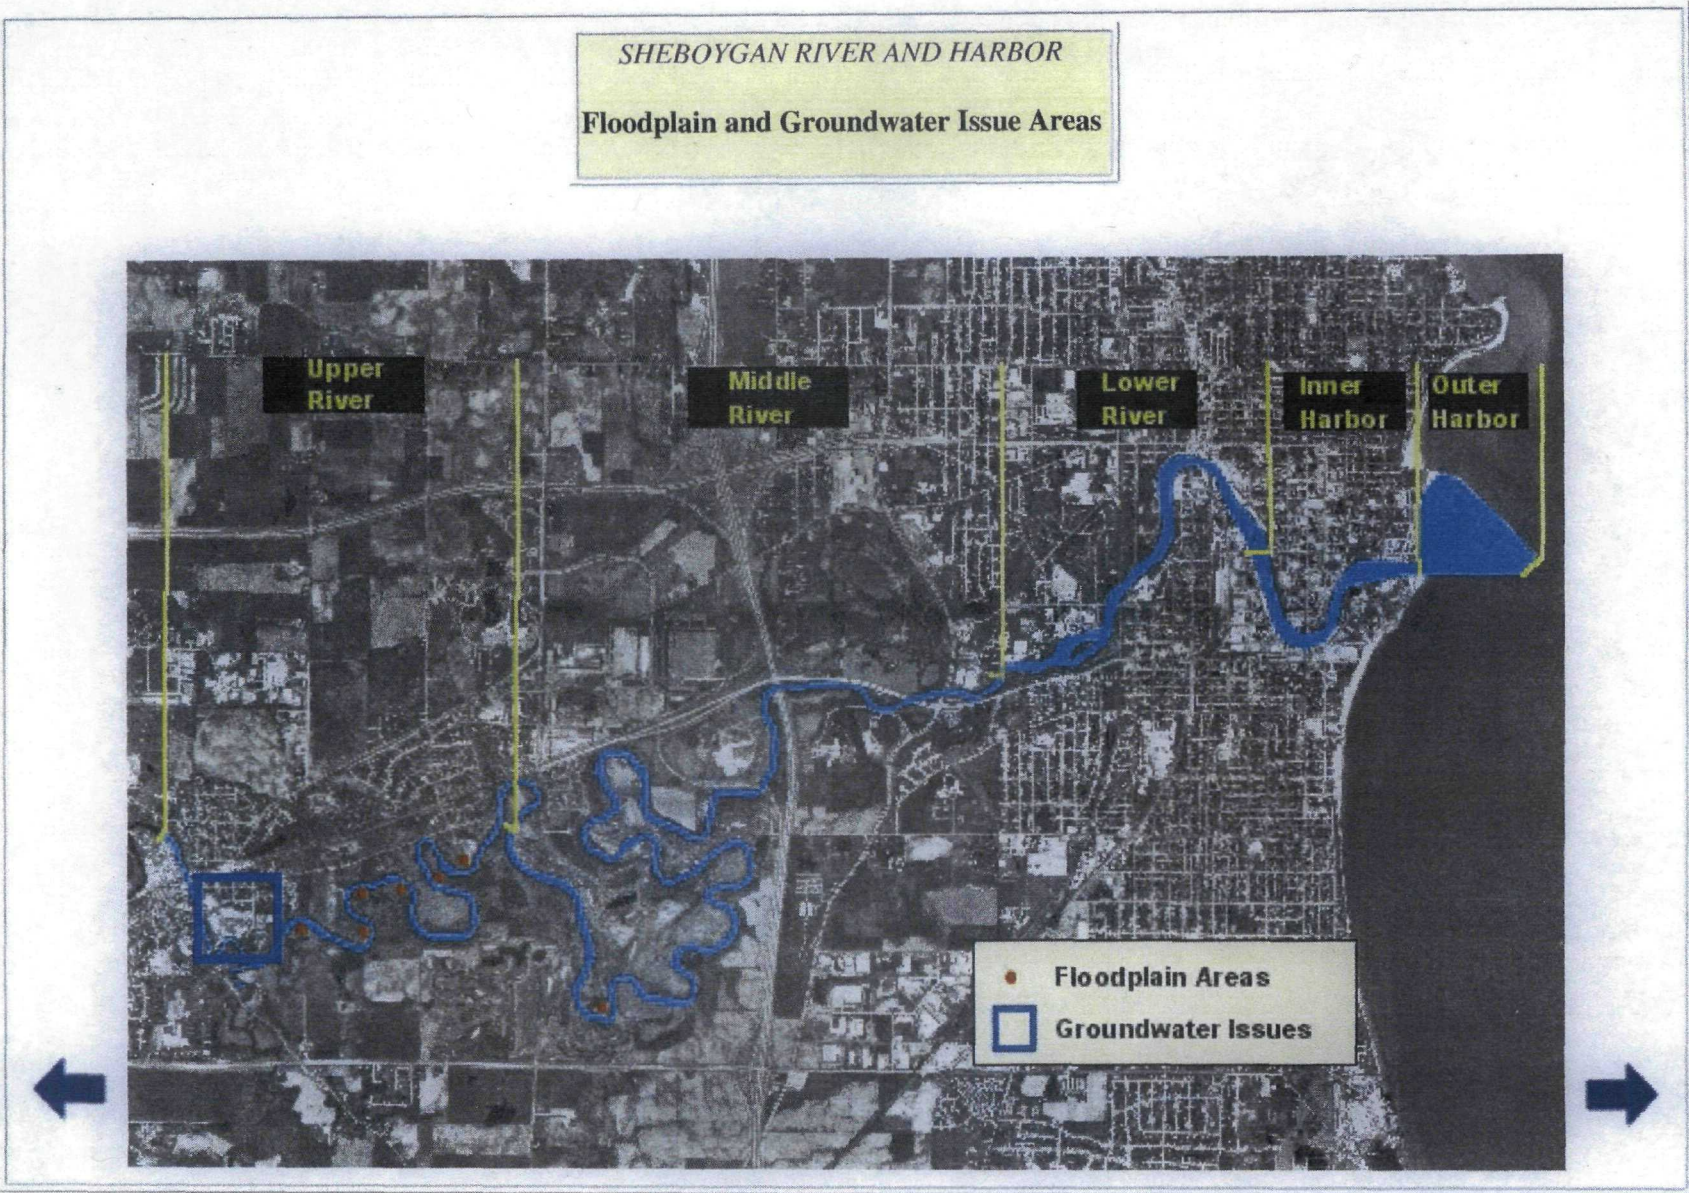 SHEBOYGAN RIVER AND HARBOR
Floodplain and Groundwater Issue Areas
Upper
River
Middle
River
Lower
River
Inner
Harbor
Outer
Harbor
Floodplain Areas
Groundwater Issues